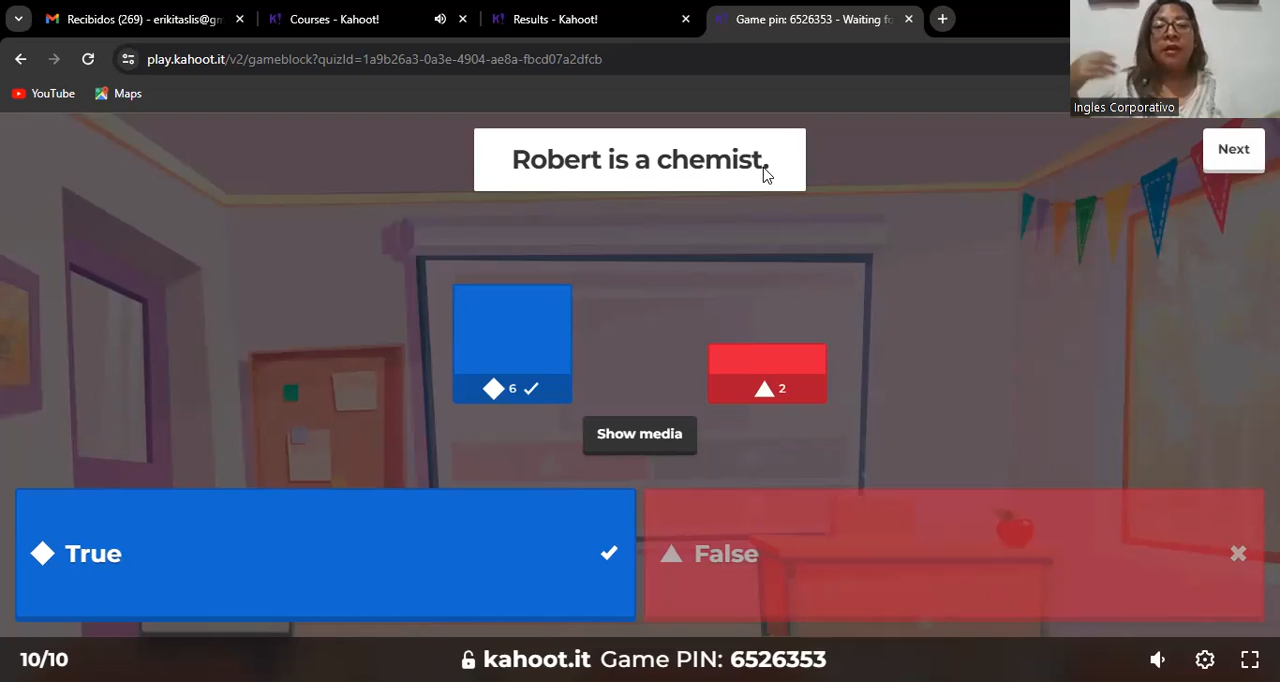 Recibidos (269) - erikitaslis@gm
Courses - Kahoot!
Results - Kahoot!
Game pin: 6526353 - Waiting fo
play.kahoot.it/v2/gameblock?quizId=1a9b26a3-0a3e-4904-ae8a-fbcd07a2dfcb
YouTube
Maps
Ingles Corporativo
Robert is a chemist.
Next
6
2
Show media
True
False
10/10
kahoot.it Game PIN: 6526353